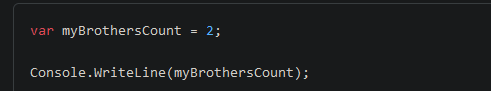 var myBrothersCount = 2;
Console.WriteLine(myBrothersCount);